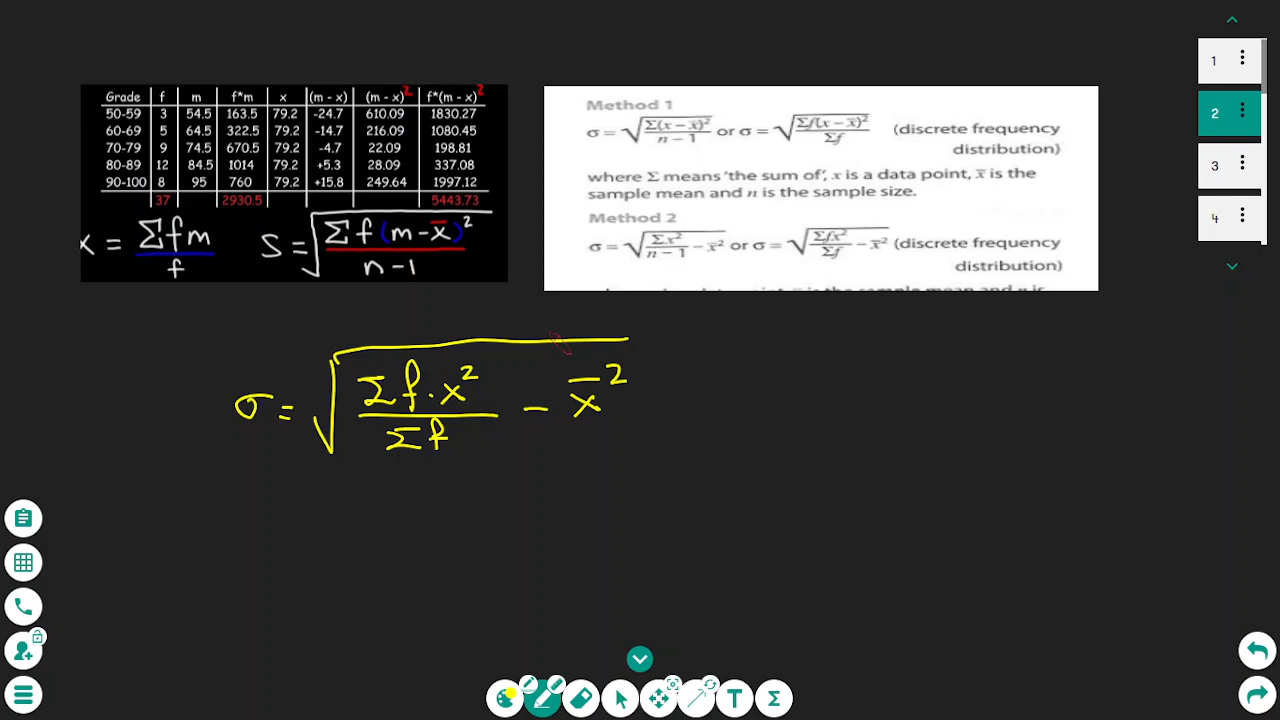 Grade f m f*m x (m - x) (m - x)² f*(m - x)²
50-59 3 54.5 163.5 79.2 -24.7 610.09 1830.27
60-69 5 64.5 322.5 79.2 -14.7 216.09 1080.45
70-79 9 74.5 670.5 79.2 -4.7 22.09 198.81
80-89 12 84.5 1014 79.2 +5.3 28.09 337.08
90-100 8 95 760 79.2 +15.8 249.64 1997.12
37 2930.5 5443.73
x = Σfm / f S = √(Σf(m - x̄)² / n - 1)
Method 1
σ = √(Σ(x - x̄)² / n - 1) or σ = √(Σf(x - x̄)² / Σf) (discrete frequency
distribution)
where Σ means 'the sum of', x is a data point, x̄ is the
sample mean and n is the sample size.
Method 2
σ = √(Σx² / n - 1 - x̄²) or σ = √(Σfx² / Σf - x̄²) (discrete frequency
distribution)
σ = √(Σf·x² / Σf - x̄²)
1
2
3
4
T Σ